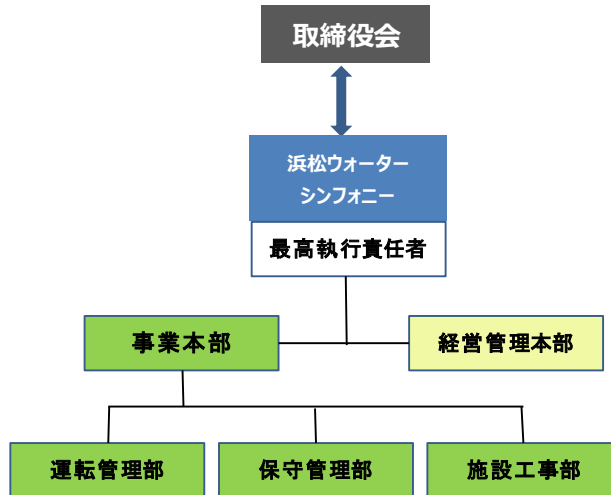 取締役会
浜松ウォーター
シンフォニー
最高執行責任者
事業本部
経営管理本部
運転管理部
保守管理部
施設工事部